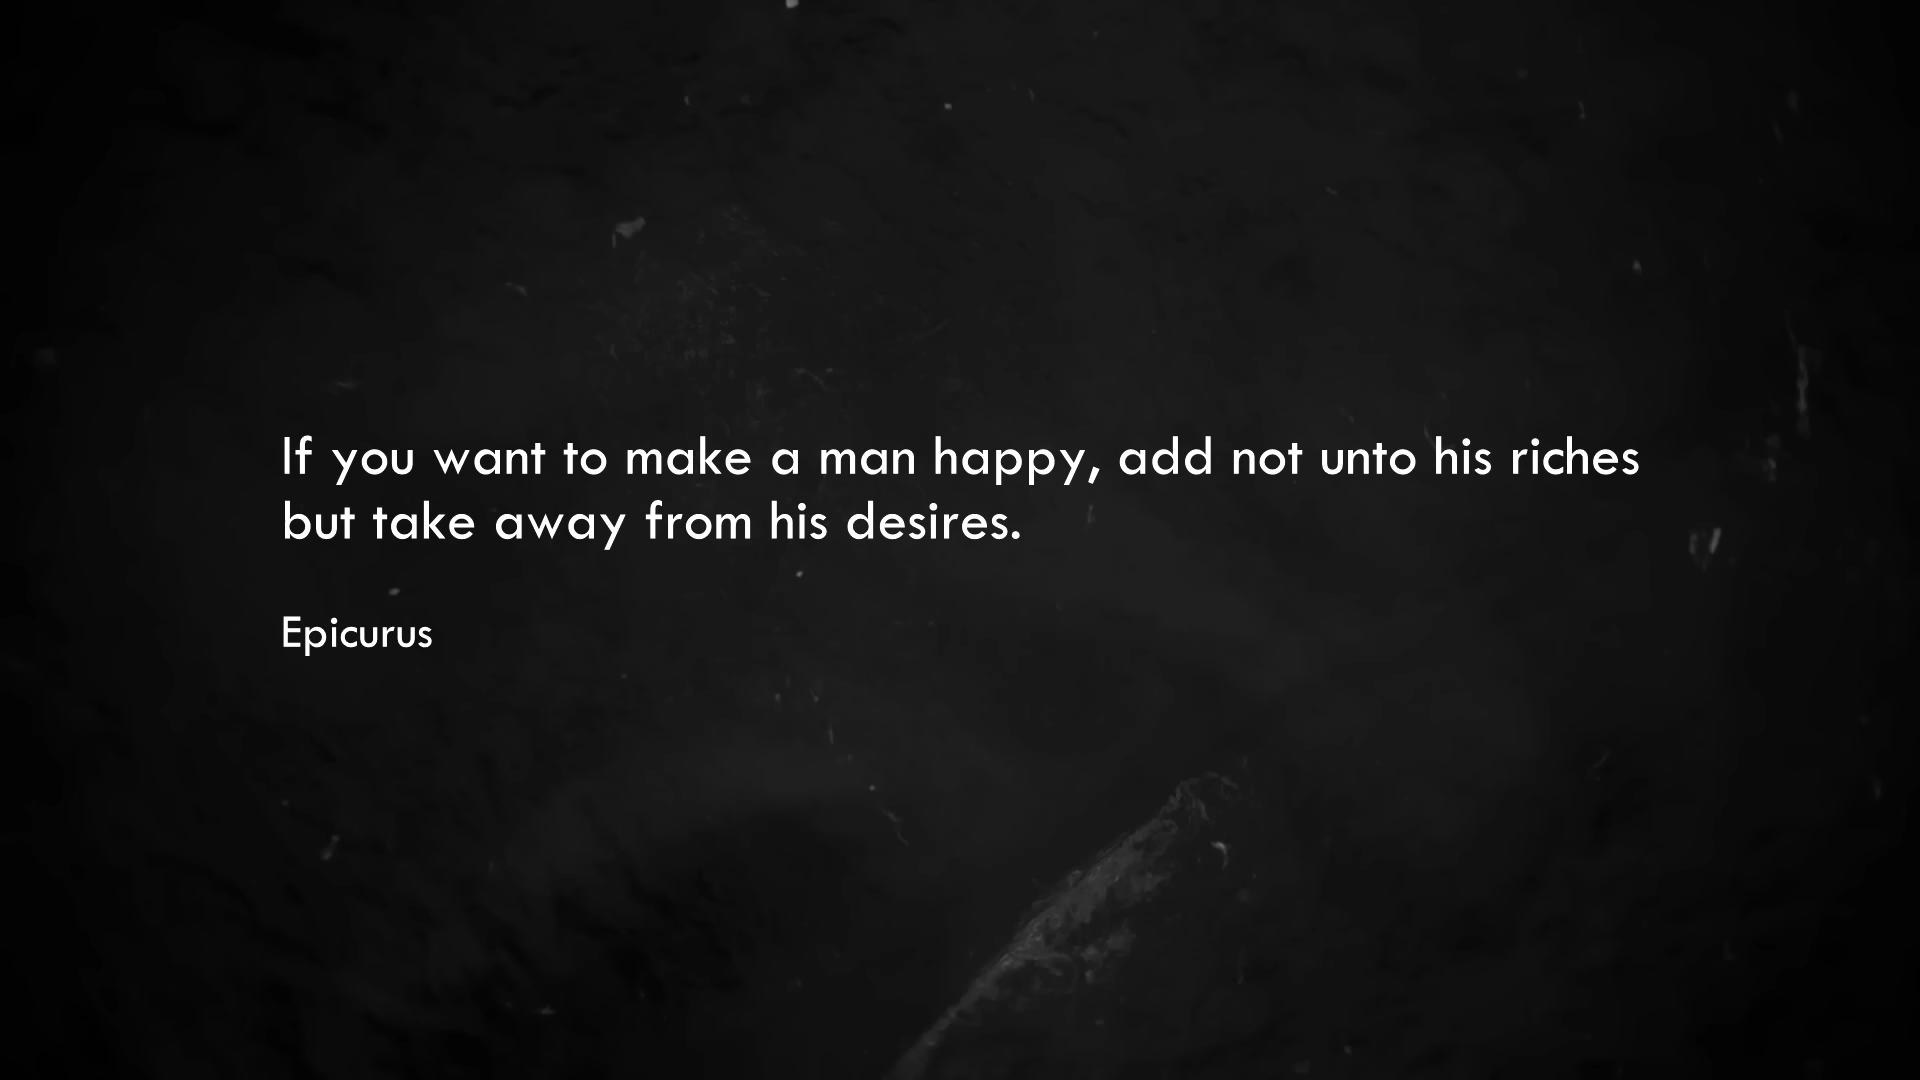 If you want to make a man happy, add not unto his riches
but take away from his desires.
Epicurus